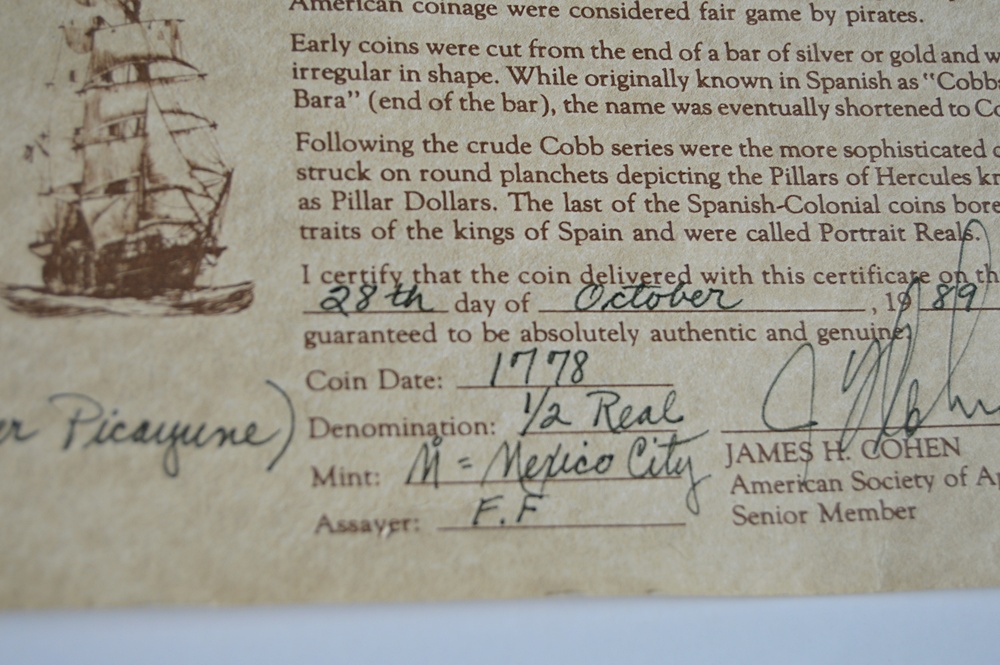 American coinage were considered fair game by pirates.
Early coins were cut from the end of a bar of silver or gold and w
irregular in shape. While originally known in Spanish as "Cobb
Bara" (end of the bar), the name was eventually shortened to Co
Following the crude Cobb series were the more sophisticated c
struck on round planchets depicting the Pillars of Hercules kn
as Pillar Dollars. The last of the Spanish-Colonial coins bore
traits of the kings of Spain and were called Portrait Reals.
I certify that the coin delivered with this certificate on th
28th day of October, 1989
guaranteed to be absolutely authentic and genuine.
Coin Date: 1778
er Picayune) Denomination: 1/2 Real
Mint: M̊ = Mexico City
Assayer: F.F
JAMES H. COHEN
American Society of Ap
Senior Member